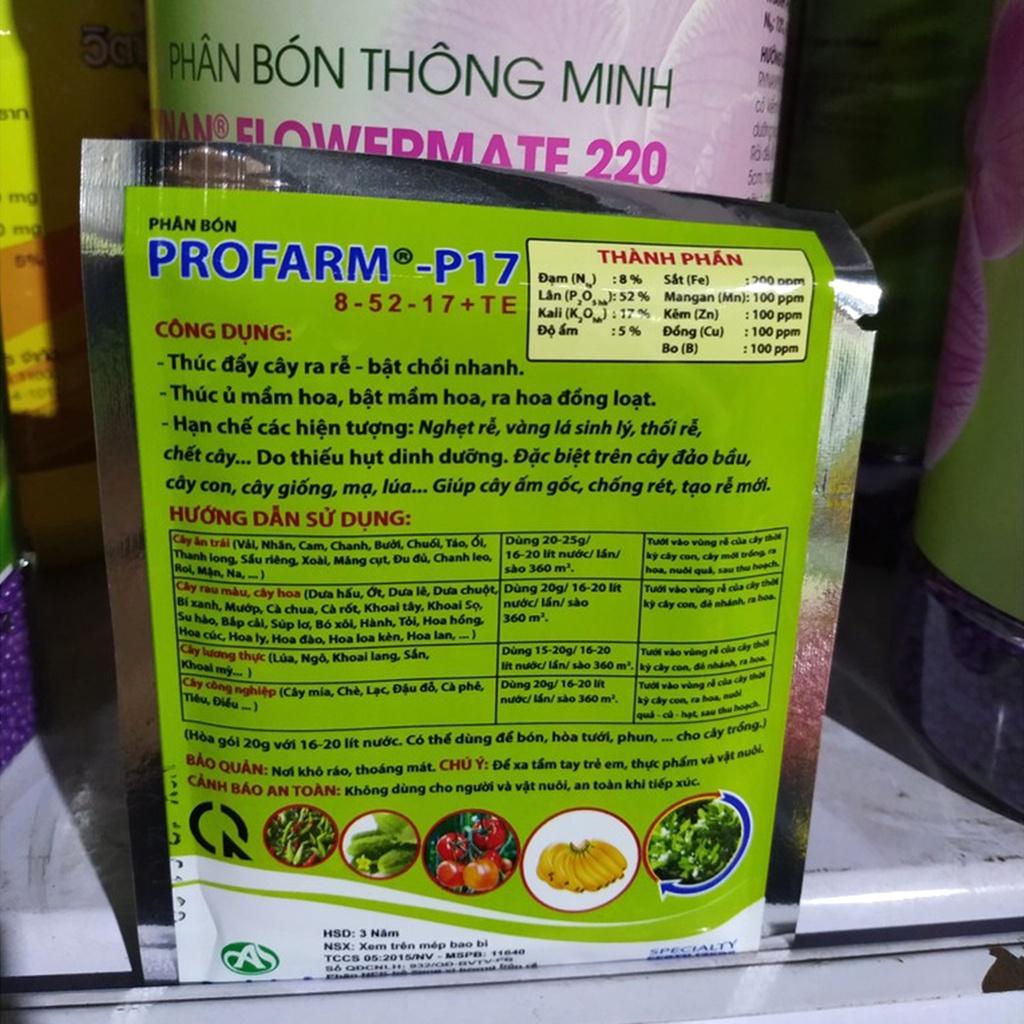 PHÂN BÓN THÔNG MINH
FLOWERMATE 220
PHÂN BÓN
PROFARM®-P17
8-52-17+TE
THÀNH PHẦN
Đạm (N) : 8 % Sắt (Fe) : 200 ppm
Lân (P₂O₅): 52 % Mangan (Mn): 100 ppm
Kali (K₂O) : 17 % Kẽm (Zn) : 100 ppm
Độ ẩm : 5 % Đồng (Cu) : 100 ppm
Bo (B) : 100 ppm
CÔNG DỤNG:
- Thúc đẩy cây ra rễ - bật chồi nhanh.
- Thúc ủ mầm hoa, bật mầm hoa, ra hoa đồng loạt.
- Hạn chế các hiện tượng: Nghẹt rễ, vàng lá sinh lý, thối rễ,
chết cây... Do thiếu hụt dinh dưỡng. Đặc biệt trên cây đảo bầu,
cây con, cây giống, mạ, lúa... Giúp cây ấm gốc, chống rét, tạo rễ mới.
HƯỚNG DẪN SỬ DỤNG:
Cây ăn trái (Vải, Nhãn, Cam, Chanh, Bưởi, Chuối, Táo, Ổi,
Thanh long, Sầu riêng, Xoài, Măng cụt, Đu đủ, Chanh leo,
Roi, Mận, Na, ... )
Dùng 20-25g/
16-20 lít nước/ lần/
sào 360 m².
Tưới vào vùng rễ của cây thời
kỳ cây con, cây mới trồng, ra
hoa, nuôi quả, sau thu hoạch.
Cây rau màu, cây hoa (Dưa hấu, Ớt, Dưa lê, Dưa chuột,
Bí xanh, Mướp, Cà chua, Cà rốt, Khoai tây, Khoai Sọ,
Su hào, Bắp cải, Súp lơ, Bó xôi, Hành, Tỏi, Hoa hồng,
Hoa cúc, Hoa ly, Hoa đào, Hoa loa kèn, Hoa lan, ... )
Dùng 20g/ 16-20 lít
nước/ lần/ sào
360 m².
Tưới vào vùng rễ của cây thời
kỳ cây con, đẻ nhánh, ra hoa.
Cây lương thực (Lúa, Ngô, Khoai lang, Sắn,
Khoai mỳ... )
Dùng 15-20g/ 16-20
lít nước/ lần/ sào 360 m².
Tưới vào vùng rễ của cây thời
kỳ cây con, đẻ nhánh, ra hoa.
Cây công nghiệp (Cây mía, Chè, Lạc, Đậu đỗ, Cà phê,
Tiêu, Điều ... )
Dùng 20g/ 16-20 lít
nước/ lần/ sào 360 m².
Tưới vào vùng rễ của cây thời
kỳ cây con, ra hoa, nuôi
quả - củ - hạt, sau thu hoạch.
(Hòa gói 20g với 16-20 lít nước. Có thể dùng để bón, hòa tưới, phun, ... cho cây trồng.)
BẢO QUẢN: Nơi khô ráo, thoáng mát. CHÚ Ý: Để xa tầm tay trẻ em, thực phẩm và vật nuôi.
CẢNH BÁO AN TOÀN: Không dùng cho người và vật nuôi, an toàn khi tiếp xúc.
HSD: 3 Năm
NSX: Xem trên mép bao bì
TCCS 05:2015/NV - MSPB: 11640
Số QĐCNLH: 932/QĐ-BVTV-PB
SPECIALTY